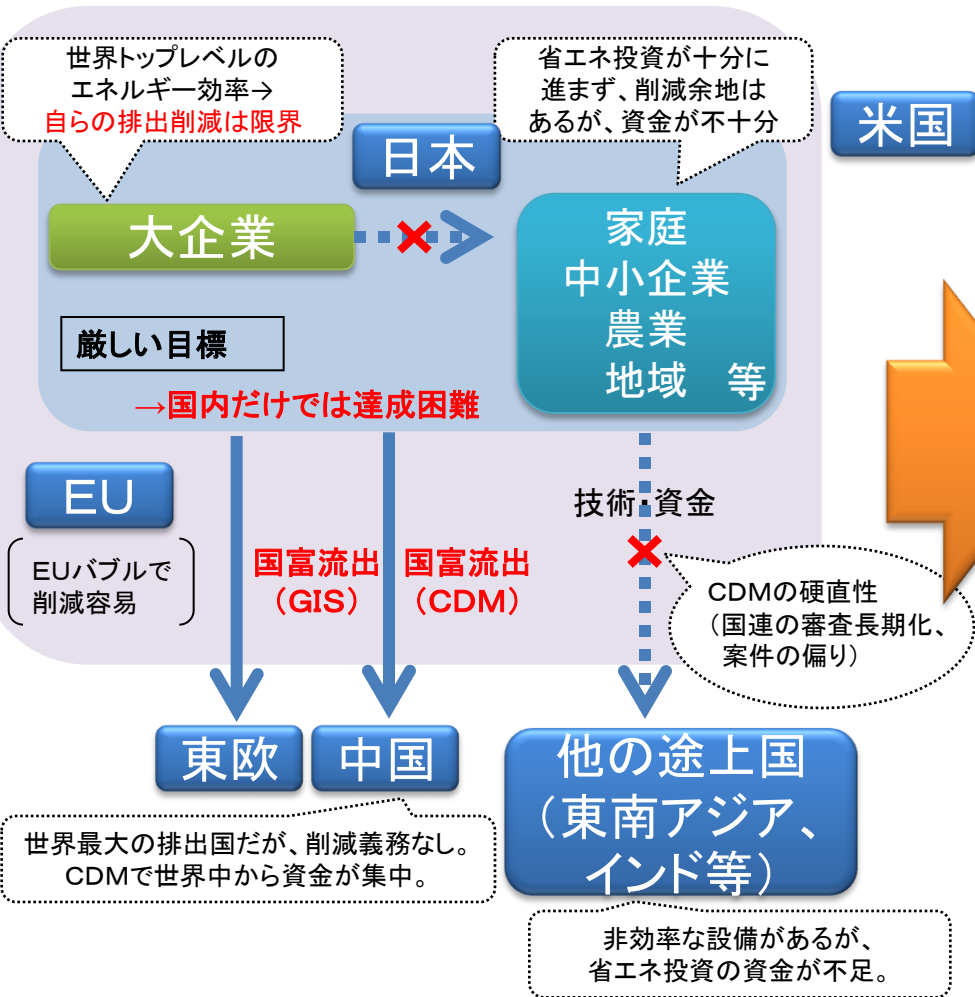 世界トップレベルの
エネルギー効率→
自らの排出削減は限界
省エネ投資が十分に
進まず、削減余地は
あるが、資金が不十分
米国
日本
大企業
家庭
中小企業
農業
地域　等
厳しい目標
→国内だけでは達成困難
EU
EUバブルで
削減容易
国富流出
（GIS）
国富流出
（CDM）
技術・資金
CDMの硬直性
（国連の審査長期化、
案件の偏り）
東欧
中国
他の途上国
（東南アジア、
インド等）
世界最大の排出国だが、削減義務なし。
CDMで世界中から資金が集中。
非効率な設備があるが、
省エネ投資の資金が不足。